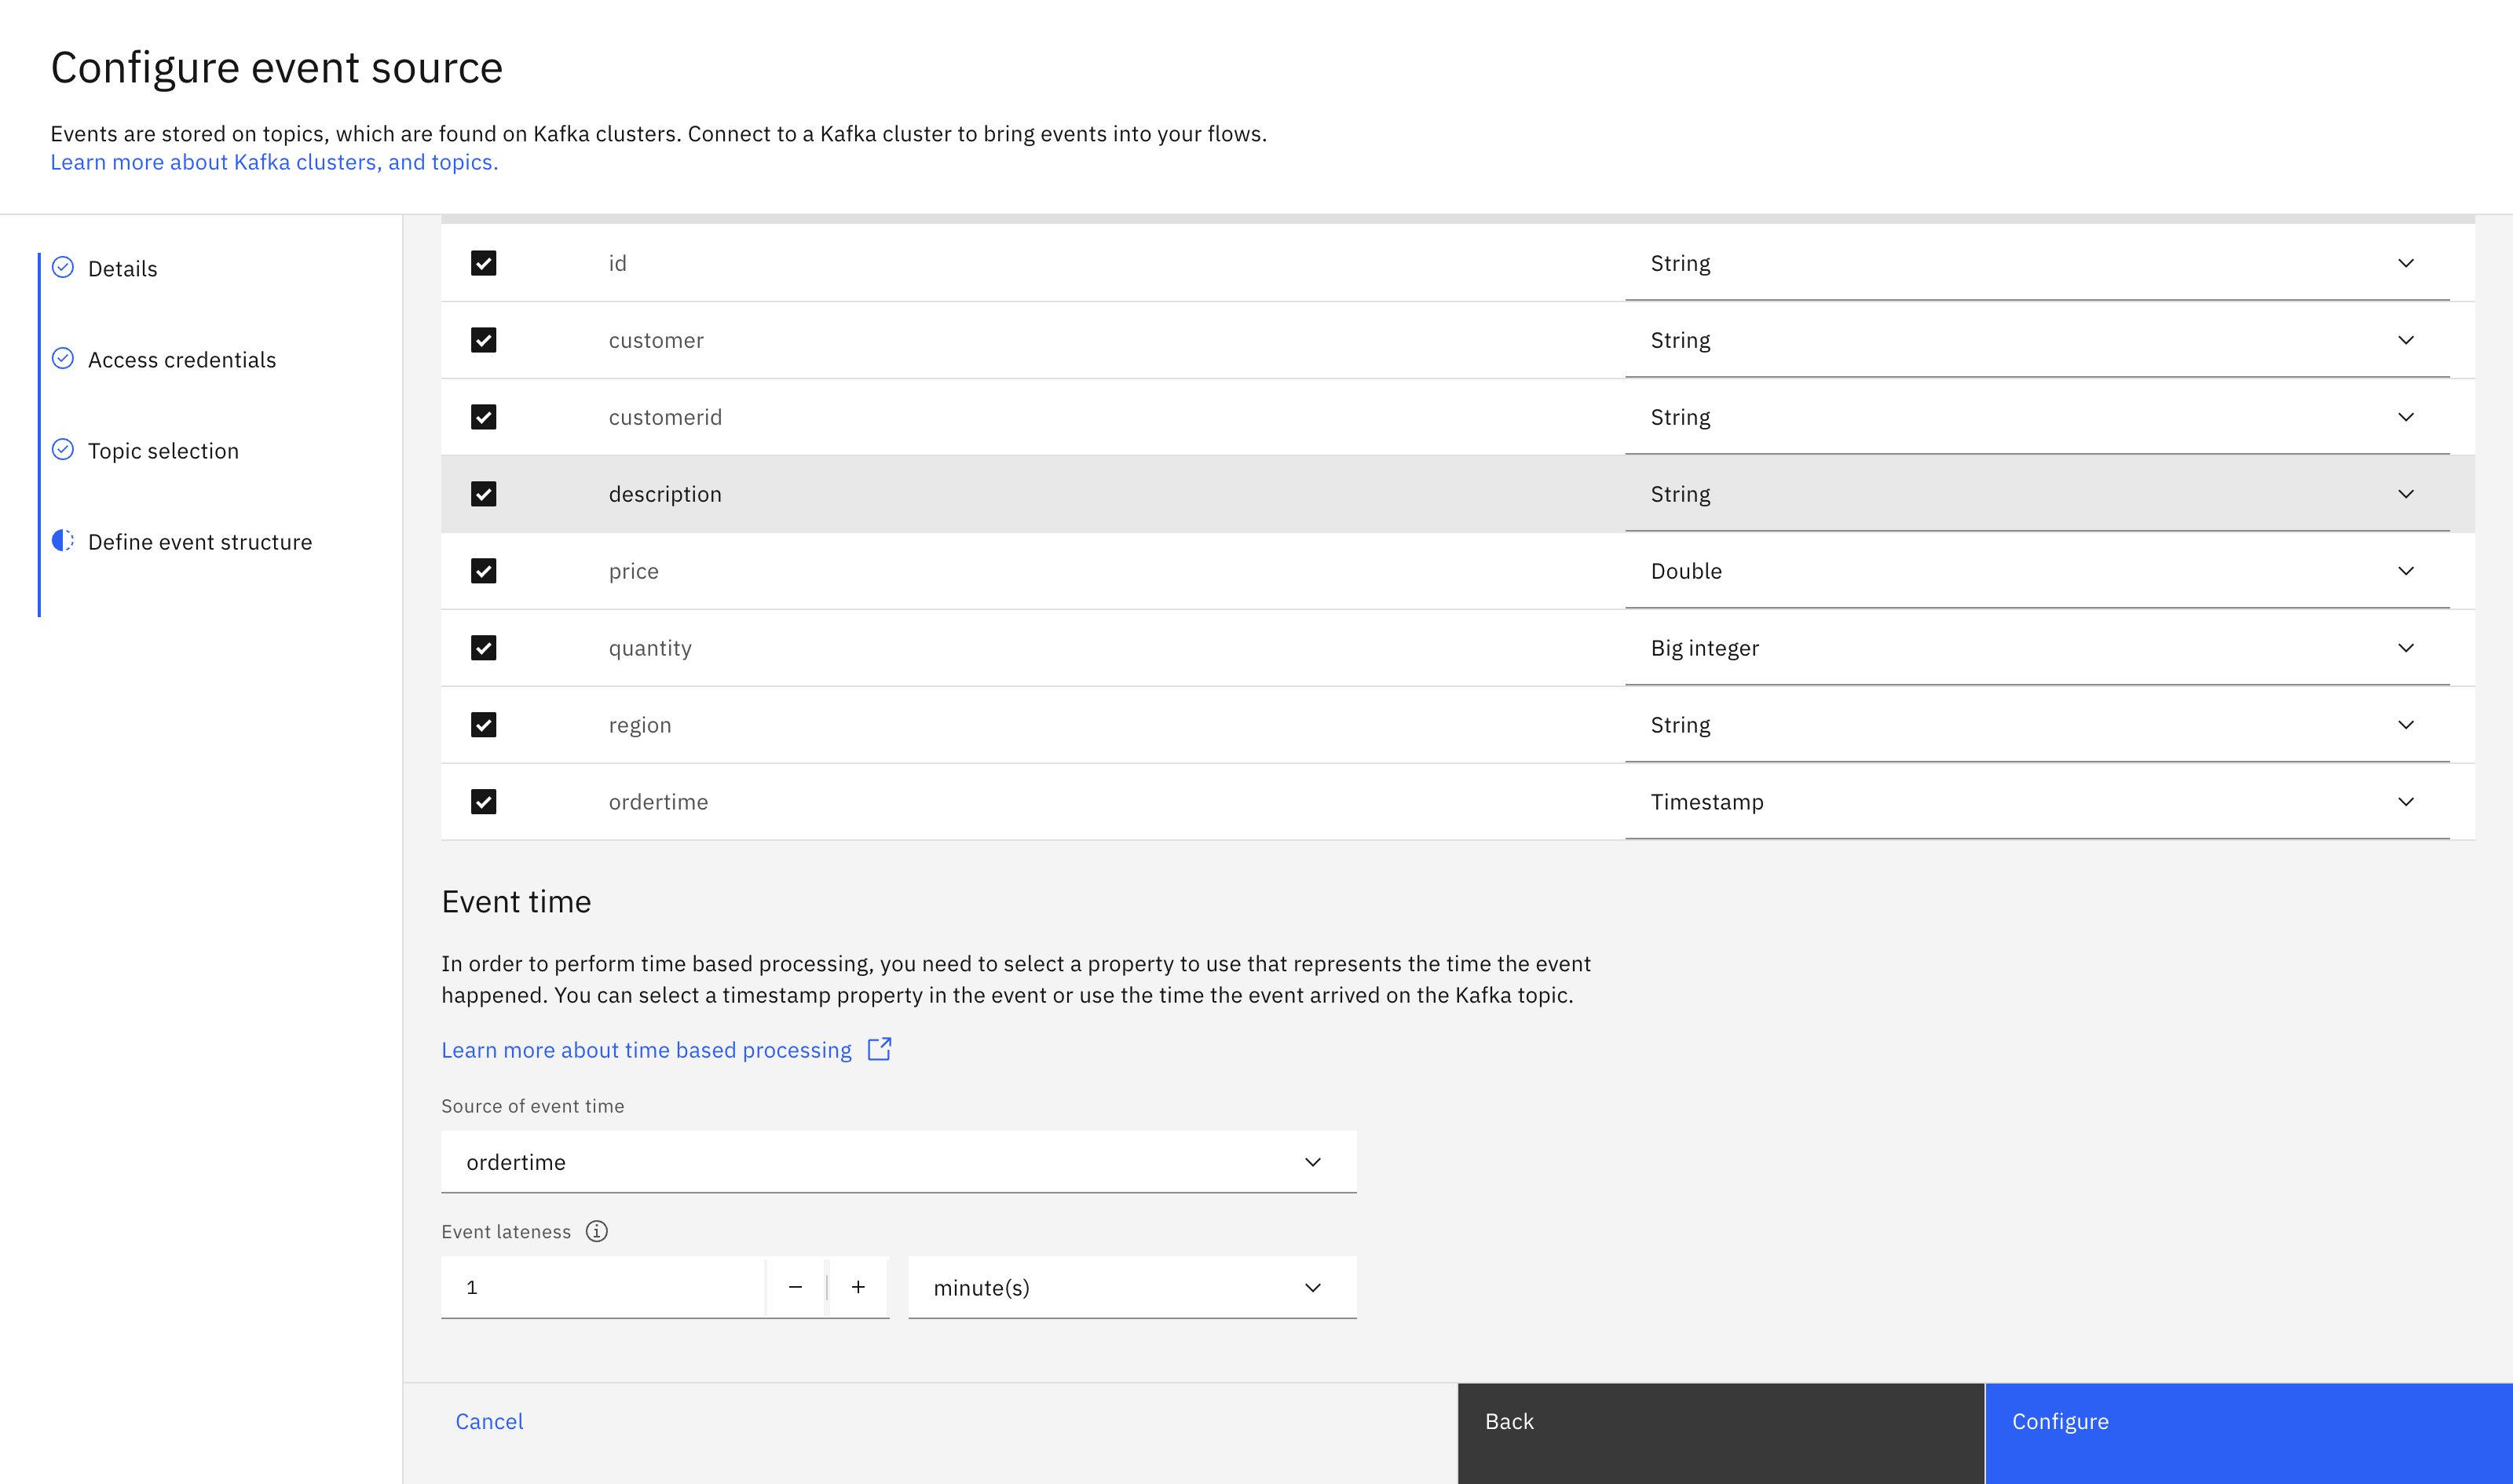 Configure event source
Events are stored on topics, which are found on Kafka clusters. Connect to a Kafka cluster to bring events into your flows.
Learn more about Kafka clusters, and topics.
Details
Access credentials
Topic selection
Define event structure
id String
customer String
customerid String
description String
price Double
quantity Big integer
region String
ordertime Timestamp
Event time
In order to perform time based processing, you need to select a property to use that represents the time the event
happened. You can select a timestamp property in the event or use the time the event arrived on the Kafka topic.
Learn more about time based processing
Source of event time
ordertime
Event lateness
1 minute(s)
Cancel Back Configure